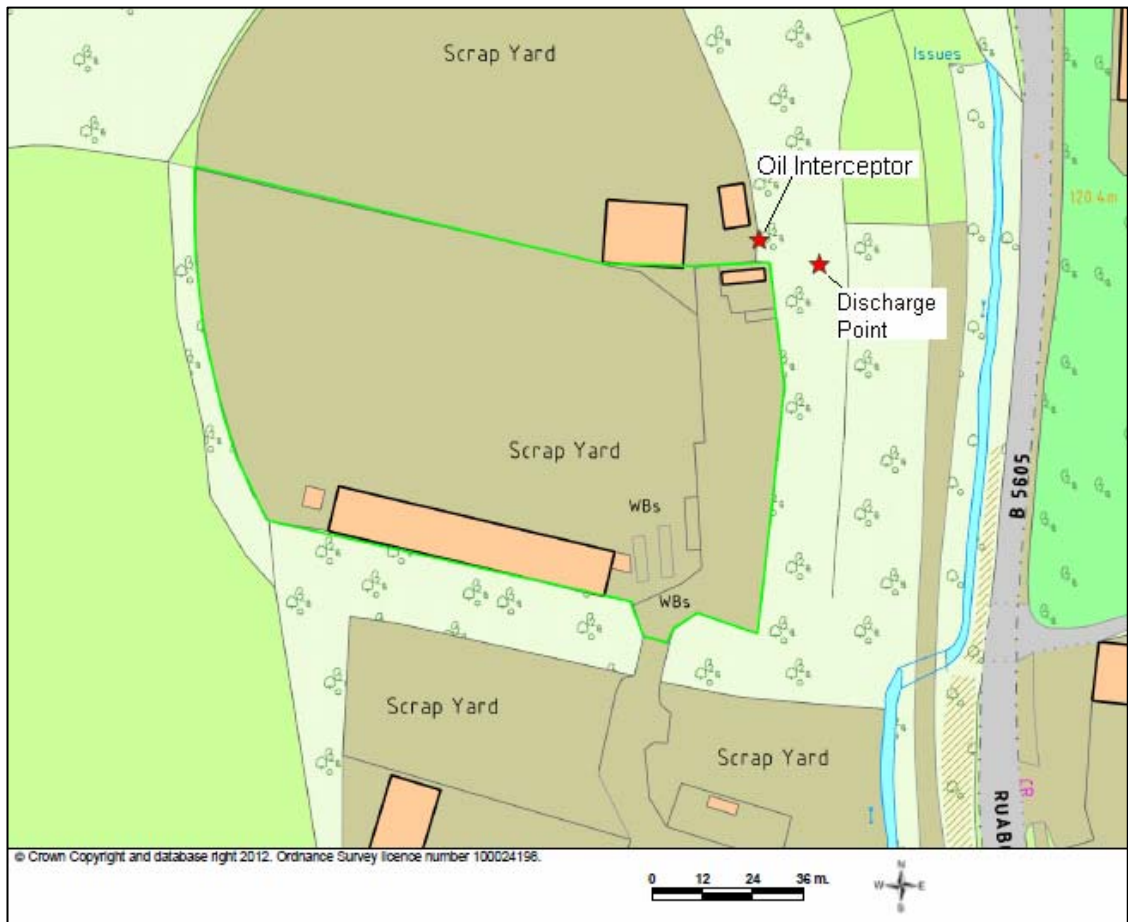 Scrap Yard
Issues
Oil Interceptor
120.4m
Discharge
Point
Scrap Yard
B 5605
WBs
WBs
Scrap Yard
Scrap Yard
CR
RUABO
© Crown Copyright and database right 2012. Ordnance Survey licence number 100024196.
0 12 24 36 m.
N
W E
S